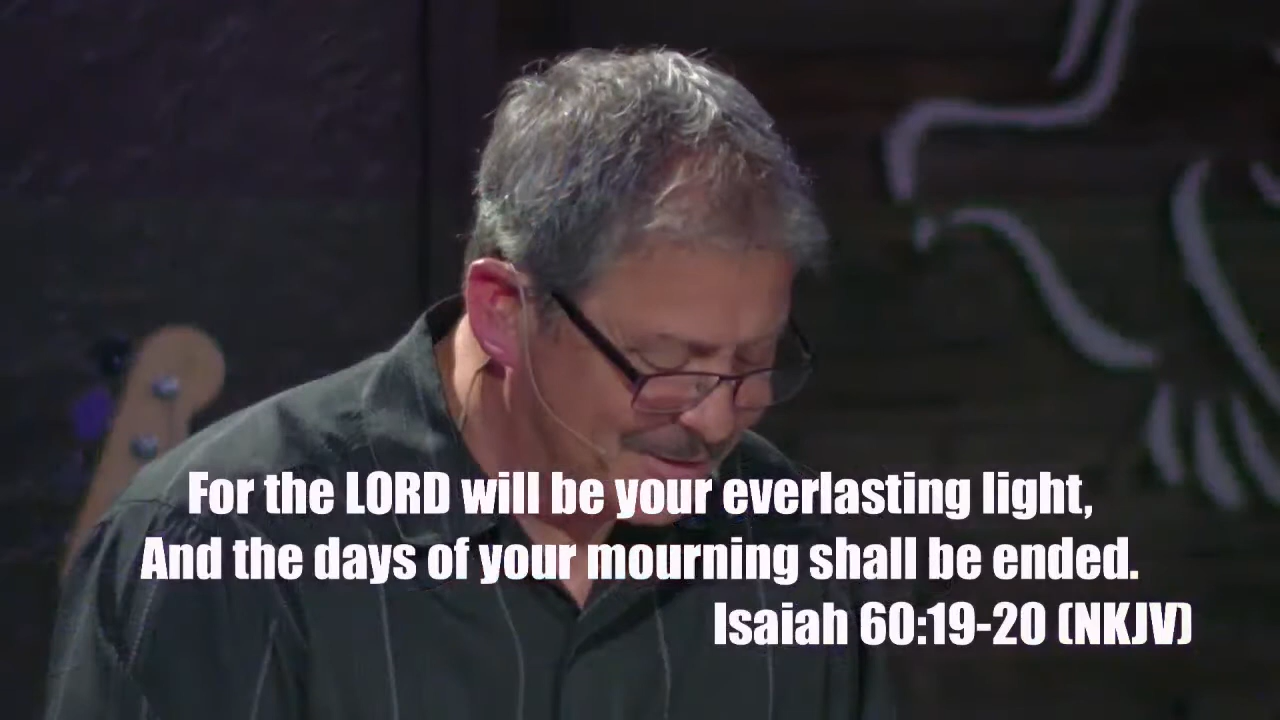 For the LORD will be your everlasting light,
And the days of your mourning shall be ended.
Isaiah 60:19-20 (NKJV)